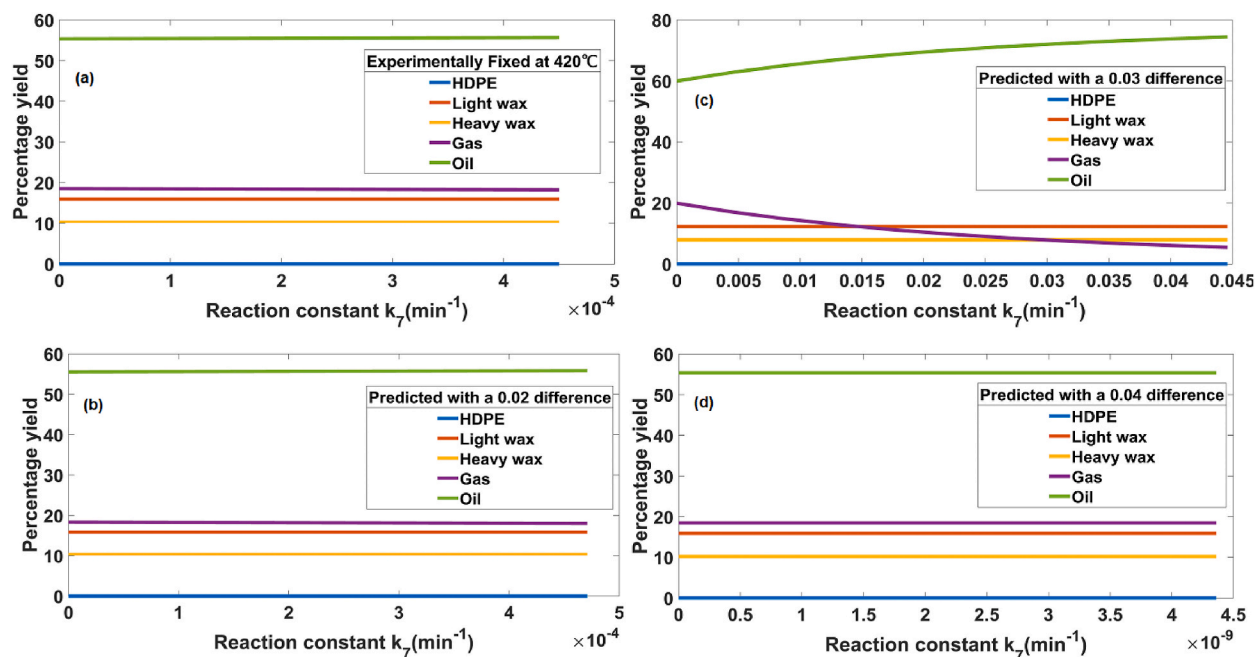 60
50
40
30
20
10
0
Percentage yield
(a)
Experimentally Fixed at 420℃
HDPE
Light wax
Heavy wax
Gas
Oil
0 1 2 3 4 5
Reaction constant k₇(min⁻¹)
×10⁻⁴
80
60
40
20
0
Percentage yield
(c)
Predicted with a 0.03 difference
HDPE
Light wax
Heavy wax
Gas
Oil
0 0.005 0.01 0.015 0.02 0.025 0.03 0.035 0.04 0.045
Reaction constant k₇(min⁻¹)
60
50
40
30
20
10
0
Percentage yield
(b)
Predicted with a 0.02 difference
HDPE
Light wax
Heavy wax
Gas
Oil
0 1 2 3 4 5
Reaction constant k₇(min⁻¹)
×10⁻⁴
60
50
40
30
20
10
0
Percentage yield
(d)
Predicted with a 0.04 difference
HDPE
Light wax
Heavy wax
Gas
Oil
0 0.5 1 1.5 2 2.5 3 3.5 4 4.5
Reaction constant k₇(min⁻¹)
×10⁻⁹